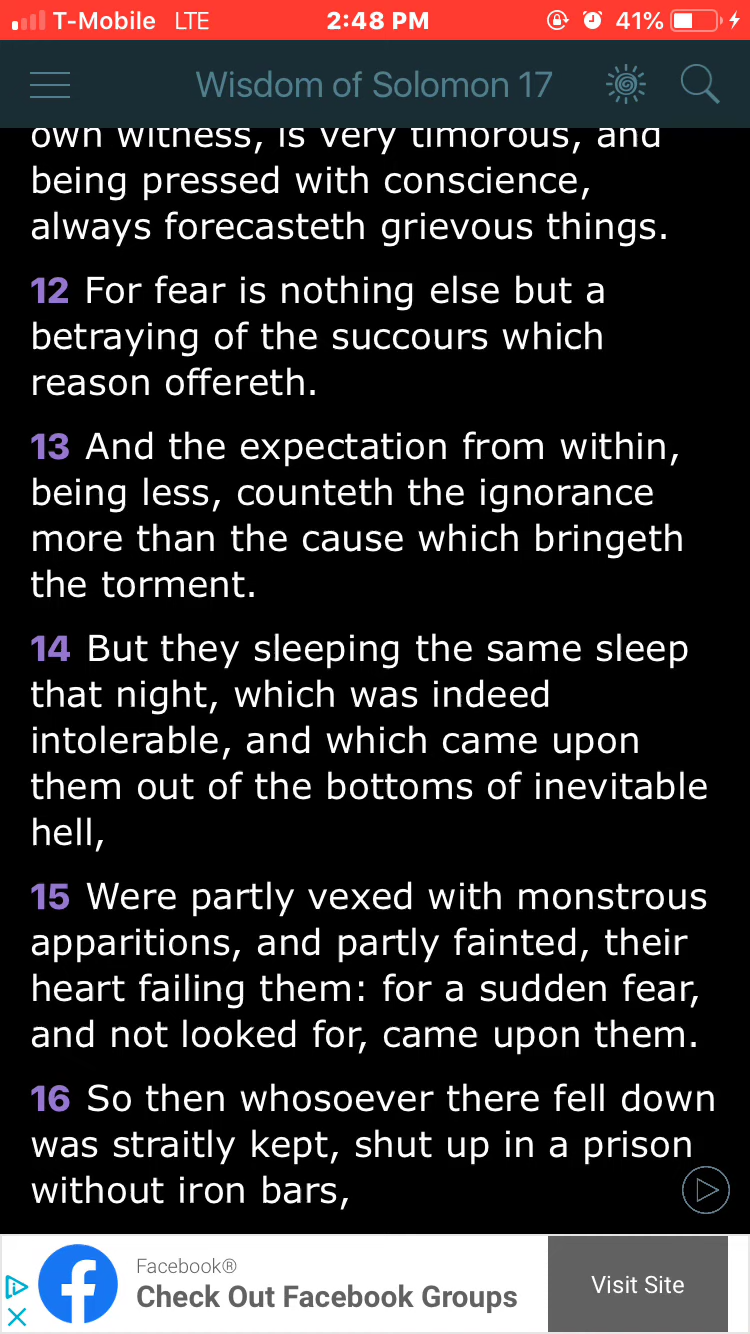 T-Mobile LTE 2:48 PM 41%
Wisdom of Solomon 17
own witness, is very timorous, and
being pressed with conscience,
always forecasteth grievous things.
12 For fear is nothing else but a
betraying of the succours which
reason offereth.
13 And the expectation from within,
being less, counteth the ignorance
more than the cause which bringeth
the torment.
14 But they sleeping the same sleep
that night, which was indeed
intolerable, and which came upon
them out of the bottoms of inevitable
hell,
15 Were partly vexed with monstrous
apparitions, and partly fainted, their
heart failing them: for a sudden fear,
and not looked for, came upon them.
16 So then whosoever there fell down
was straitly kept, shut up in a prison
without iron bars,
Facebook®
Check Out Facebook Groups
Visit Site